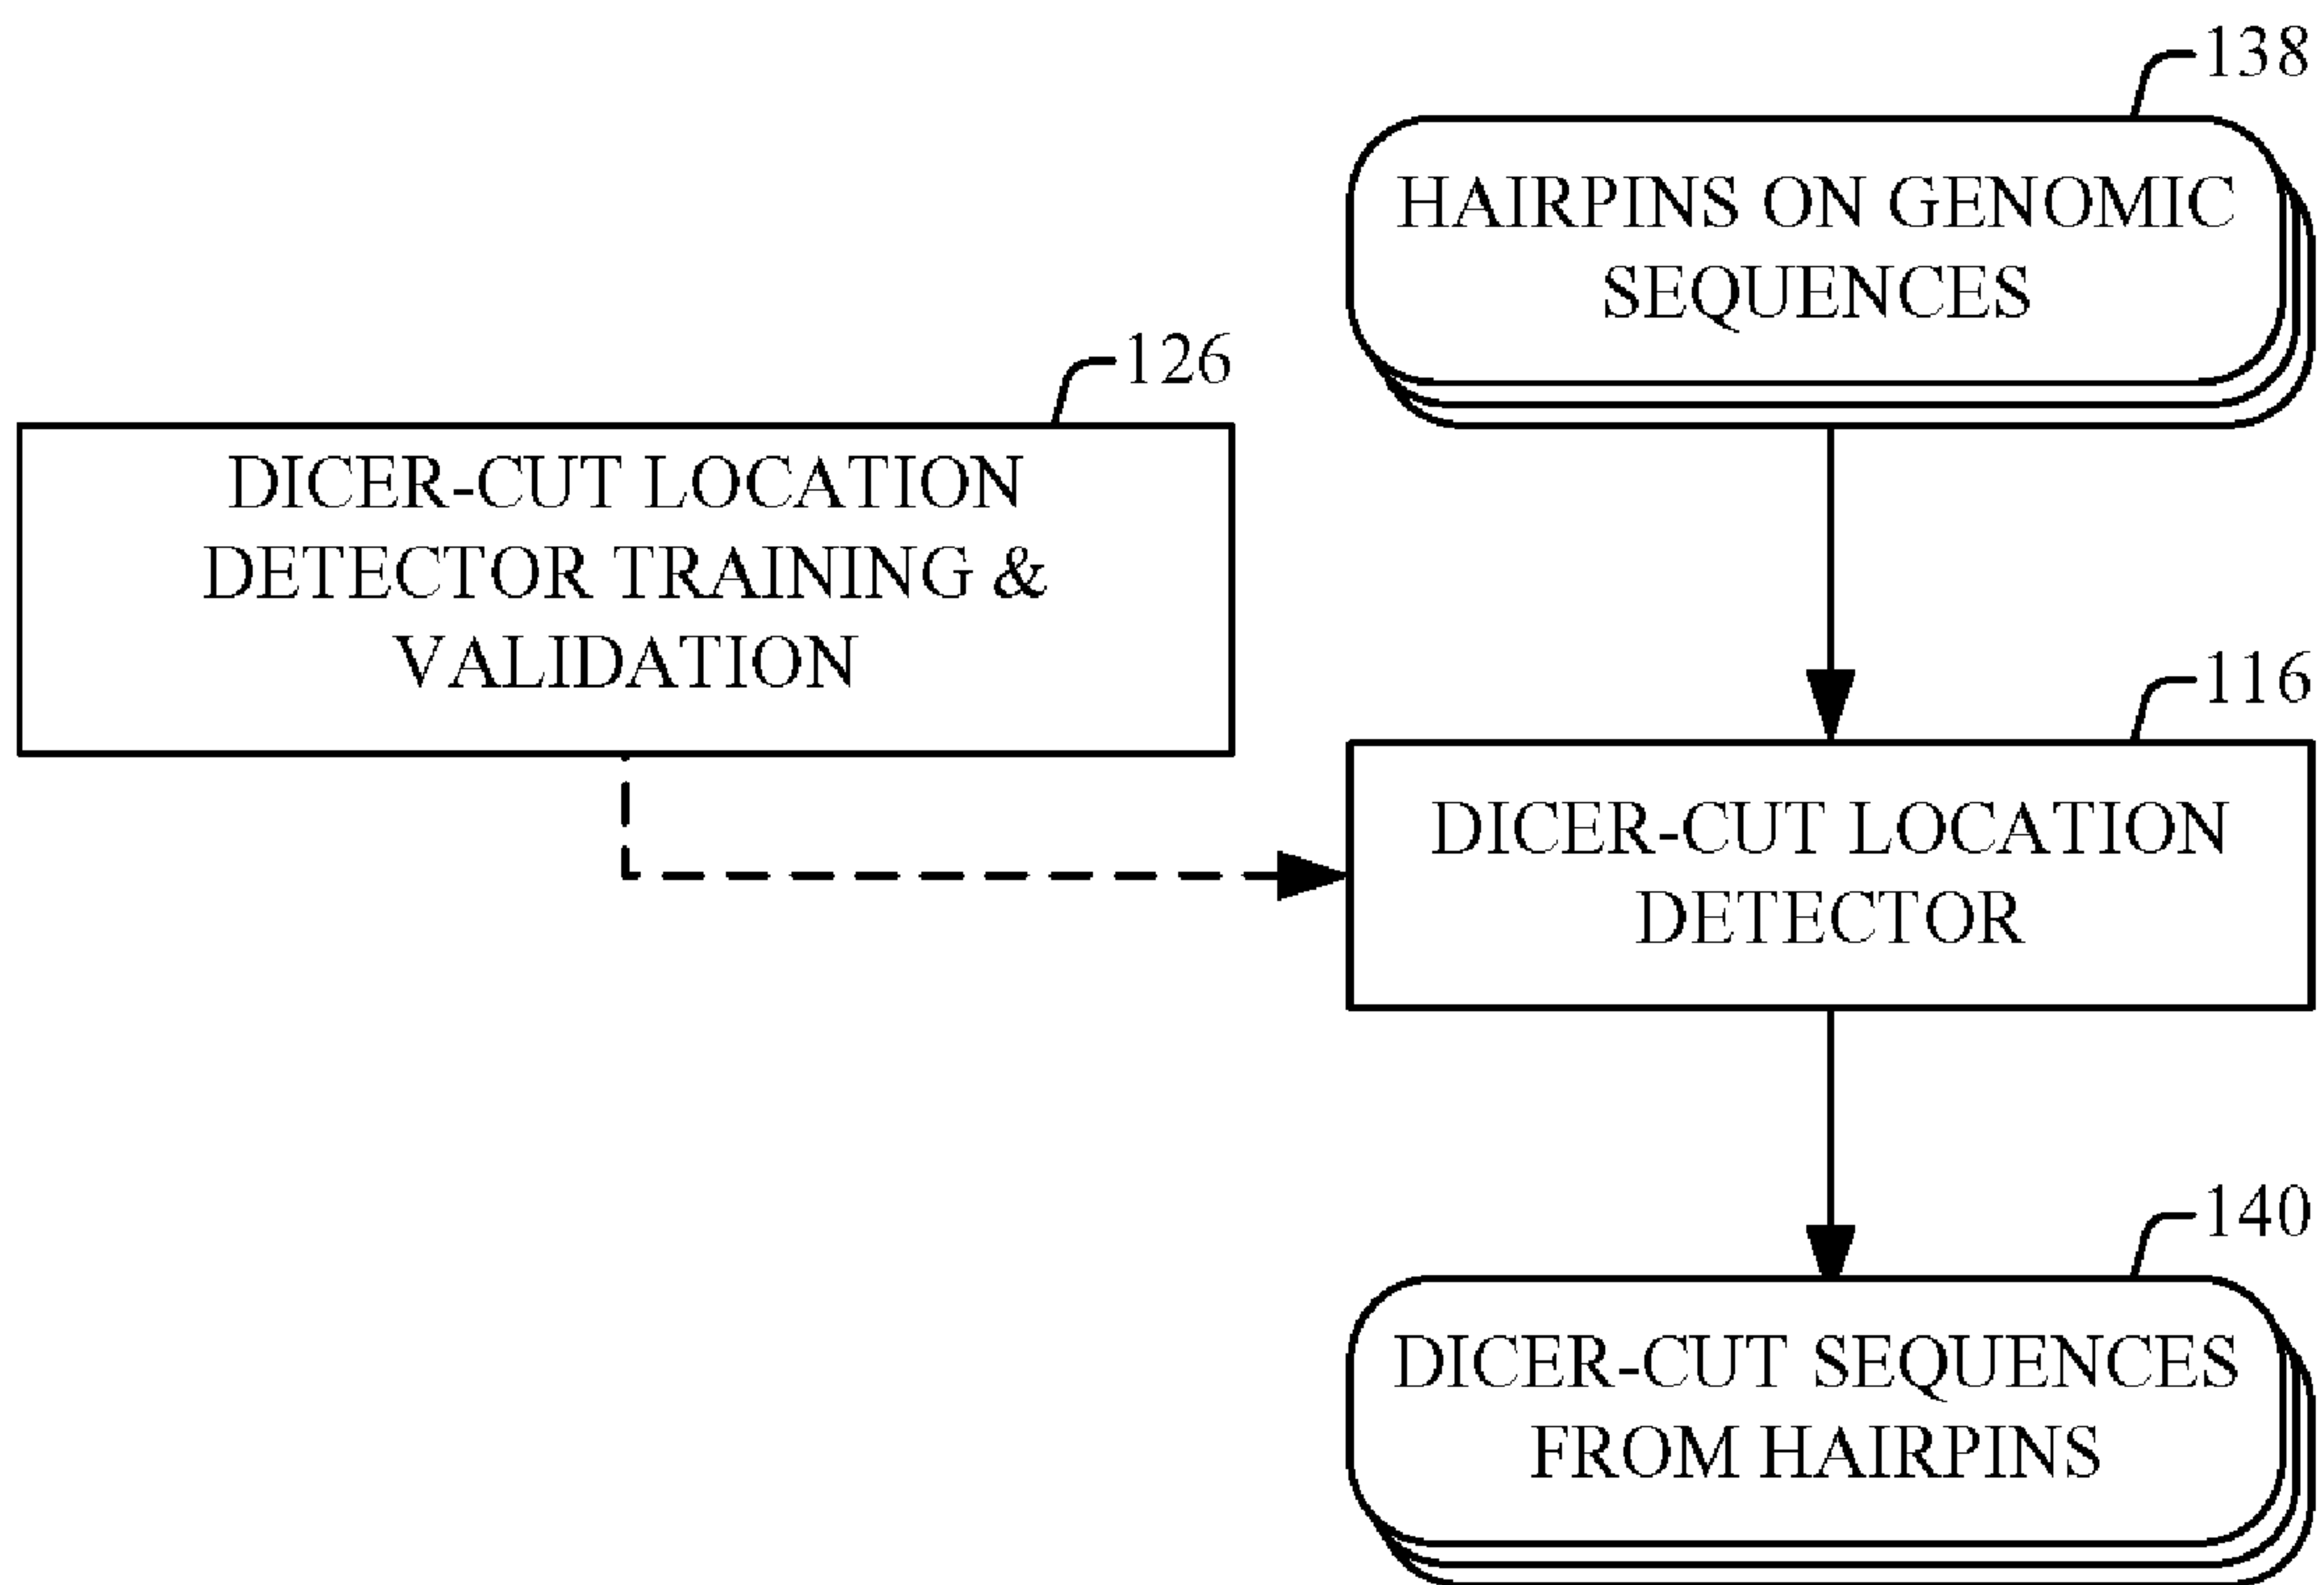 138
HAIRPINS ON GENOMIC
SEQUENCES
126
DICER-CUT LOCATION
DETECTOR TRAINING &
VALIDATION
116
DICER-CUT LOCATION
DETECTOR
140
DICER-CUT SEQUENCES
FROM HAIRPINS